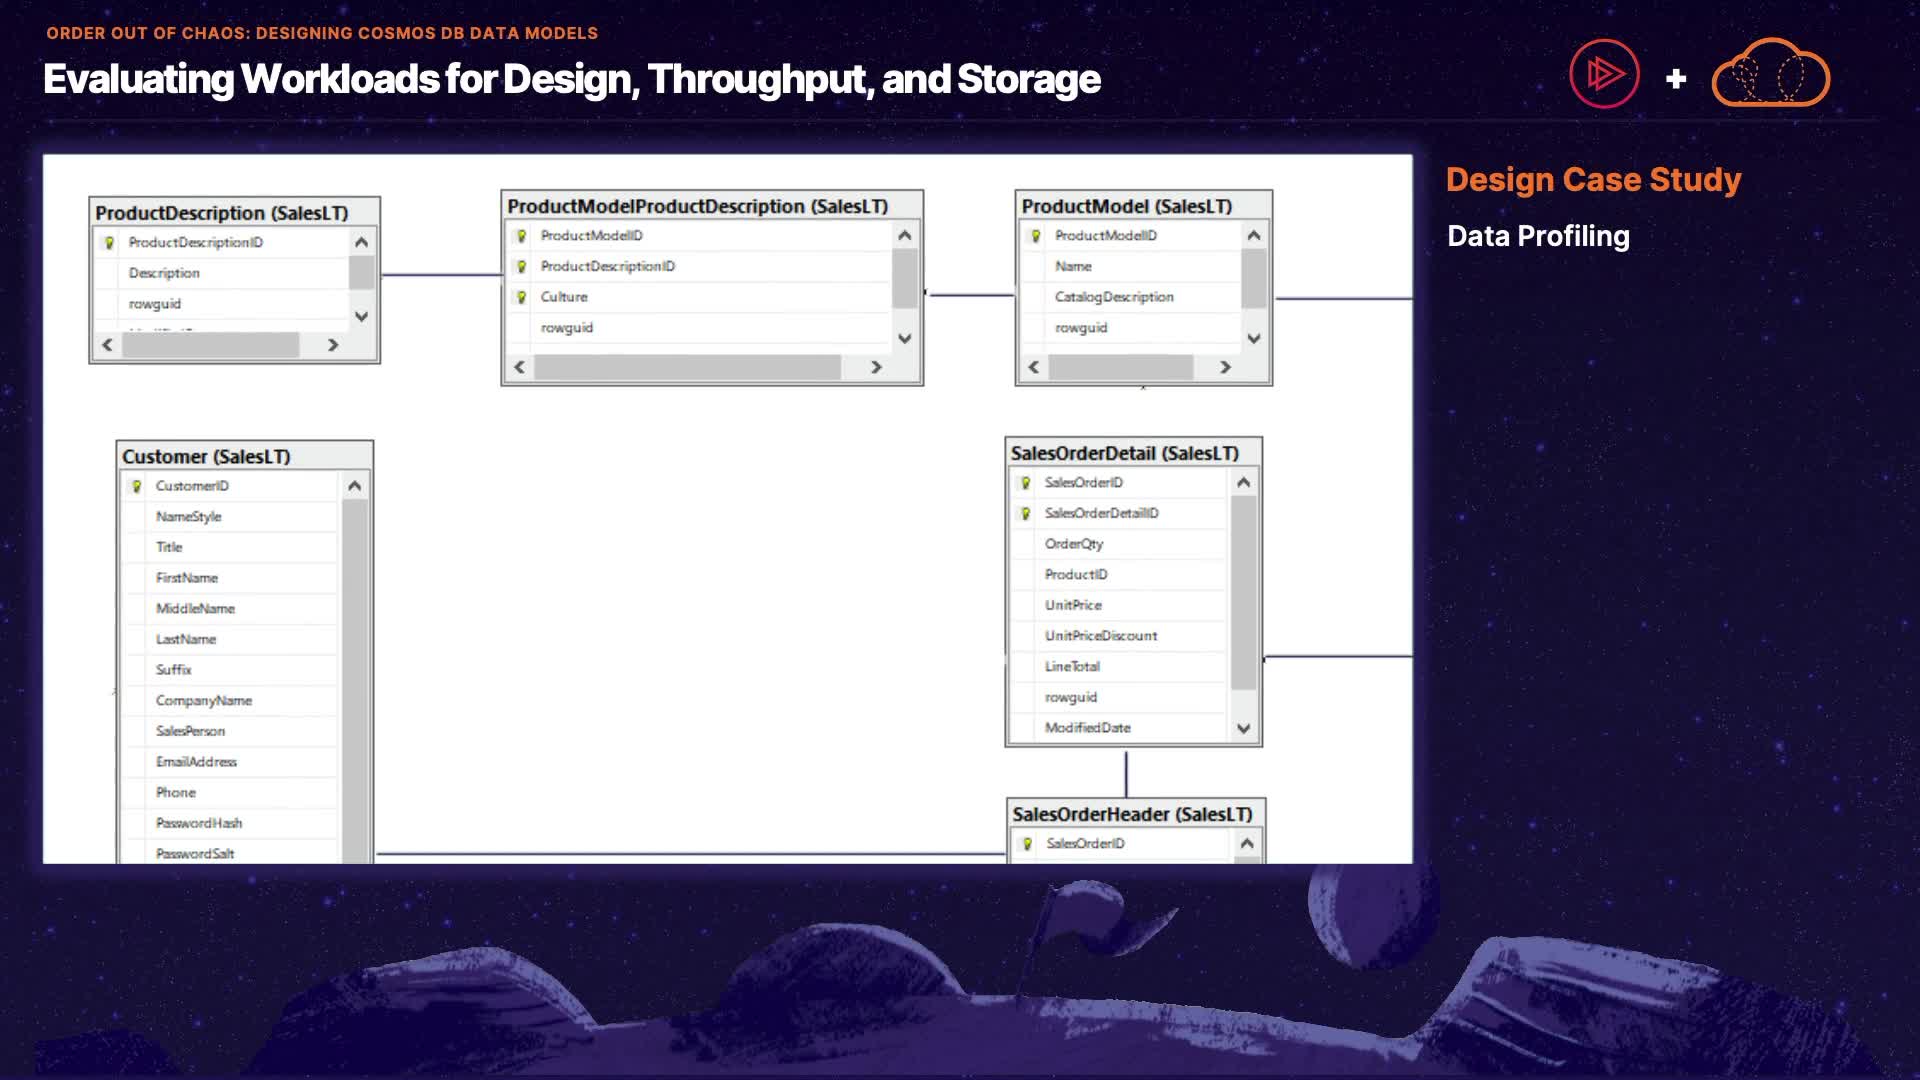 ORDER OUT OF CHAOS: DESIGNING COSMOS DB DATA MODELS
Evaluating Workloads for Design, Throughput, and Storage
Design Case Study
Data Profiling
ProductDescription (SalesLT)
ProductDescriptionID
Description
rowguid
ProductModelProductDescription (SalesLT)
ProductModelID
ProductDescriptionID
Culture
rowguid
ProductModel (SalesLT)
ProductModelID
Name
CatalogDescription
rowguid
Customer (SalesLT)
CustomerID
NameStyle
Title
FirstName
MiddleName
LastName
Suffix
CompanyName
SalesPerson
EmailAddress
Phone
PasswordHash
PasswordSalt
SalesOrderDetail (SalesLT)
SalesOrderID
SalesOrderDetailID
OrderQty
ProductID
UnitPrice
UnitPriceDiscount
LineTotal
rowguid
ModifiedDate
SalesOrderHeader (SalesLT)
SalesOrderID